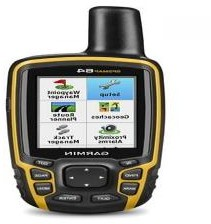 GPSMAP 64
Waypoint
Manager
Setup
Route
Planner
Geocaches
Track
Manager
Proximity
Alarms
GARMIN